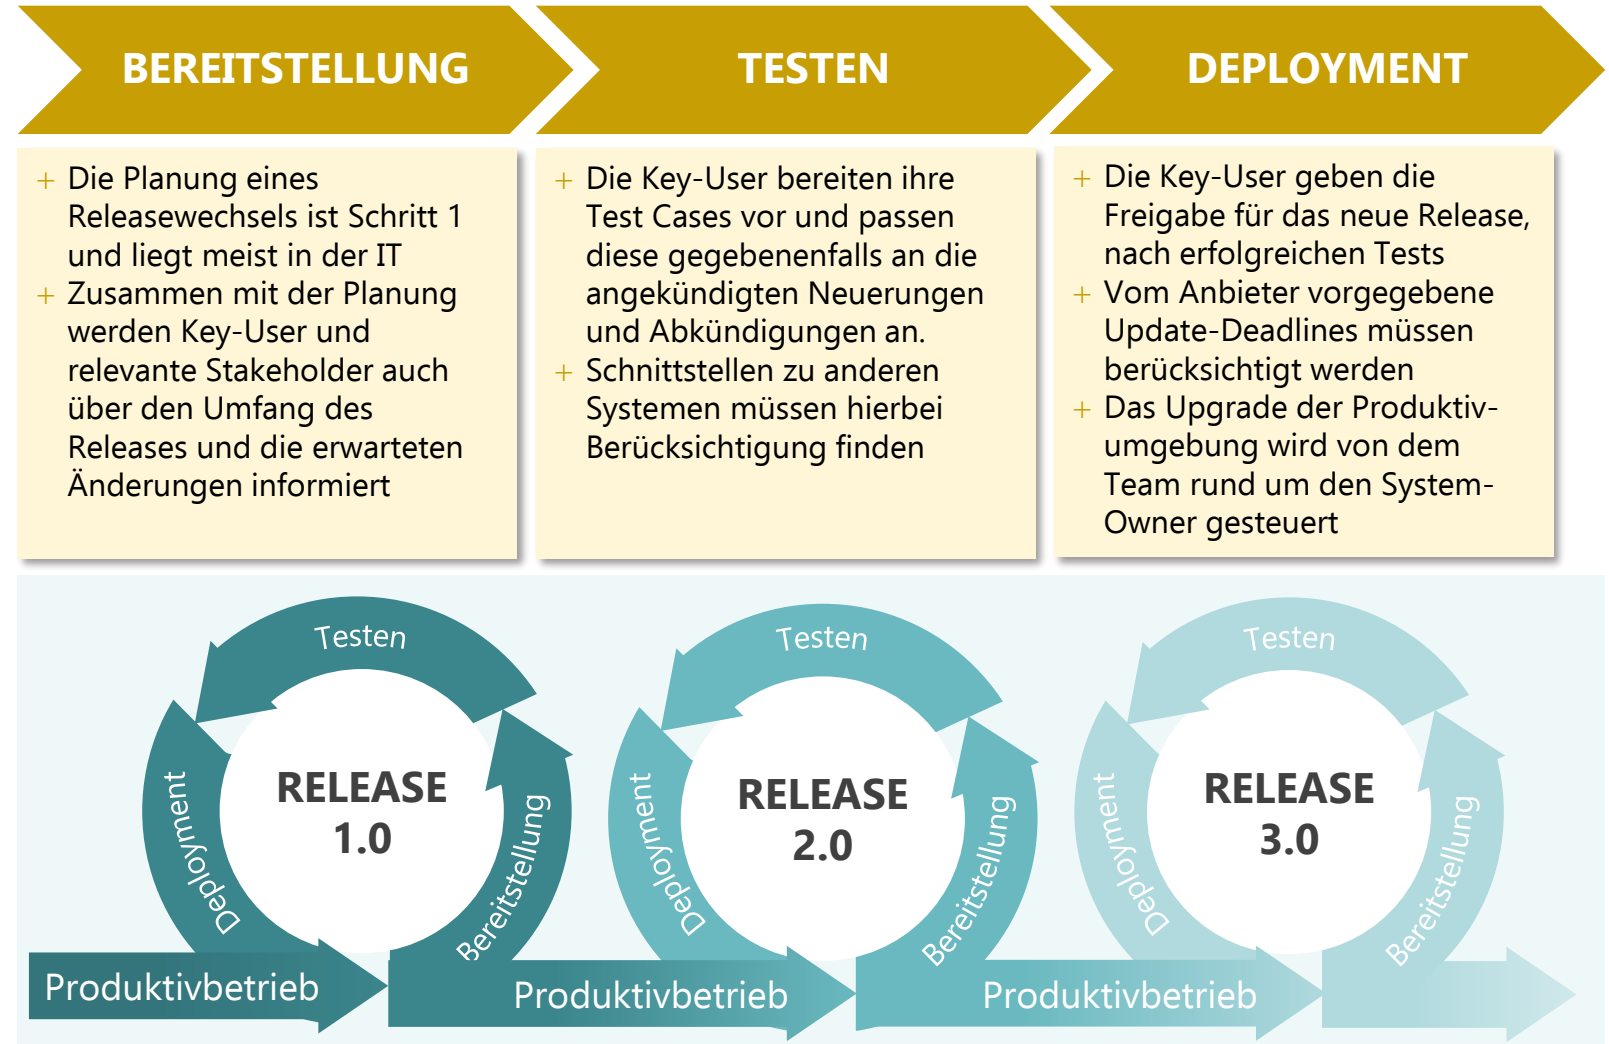 BEREITSTELLUNG
TESTEN
DEPLOYMENT
+ Die Planung eines
Releasewechsels ist Schritt 1
und liegt meist in der IT
+ Zusammen mit der Planung
werden Key-User und
relevante Stakeholder auch
über den Umfang des
Releases und die erwarteten
Änderungen informiert
+ Die Key-User bereiten ihre
Test Cases vor und passen
diese gegebenenfalls an die
angekündigten Neuerungen
und Abkündigungen an.
+ Schnittstellen zu anderen
Systemen müssen hierbei
Berücksichtigung finden
+ Die Key-User geben die
Freigabe für das neue Release,
nach erfolgreichen Tests
+ Vom Anbieter vorgegebene
Update-Deadlines müssen
berücksichtigt werden
+ Das Upgrade der Produktiv-
umgebung wird von dem
Team rund um den System-
Owner gesteuert
Testen
Deployment
RELEASE
1.0
Bereitstellung
Testen
Deployment
RELEASE
2.0
Bereitstellung
Testen
Deployment
RELEASE
3.0
Bereitstellung
Produktivbetrieb
Produktivbetrieb
Produktivbetrieb